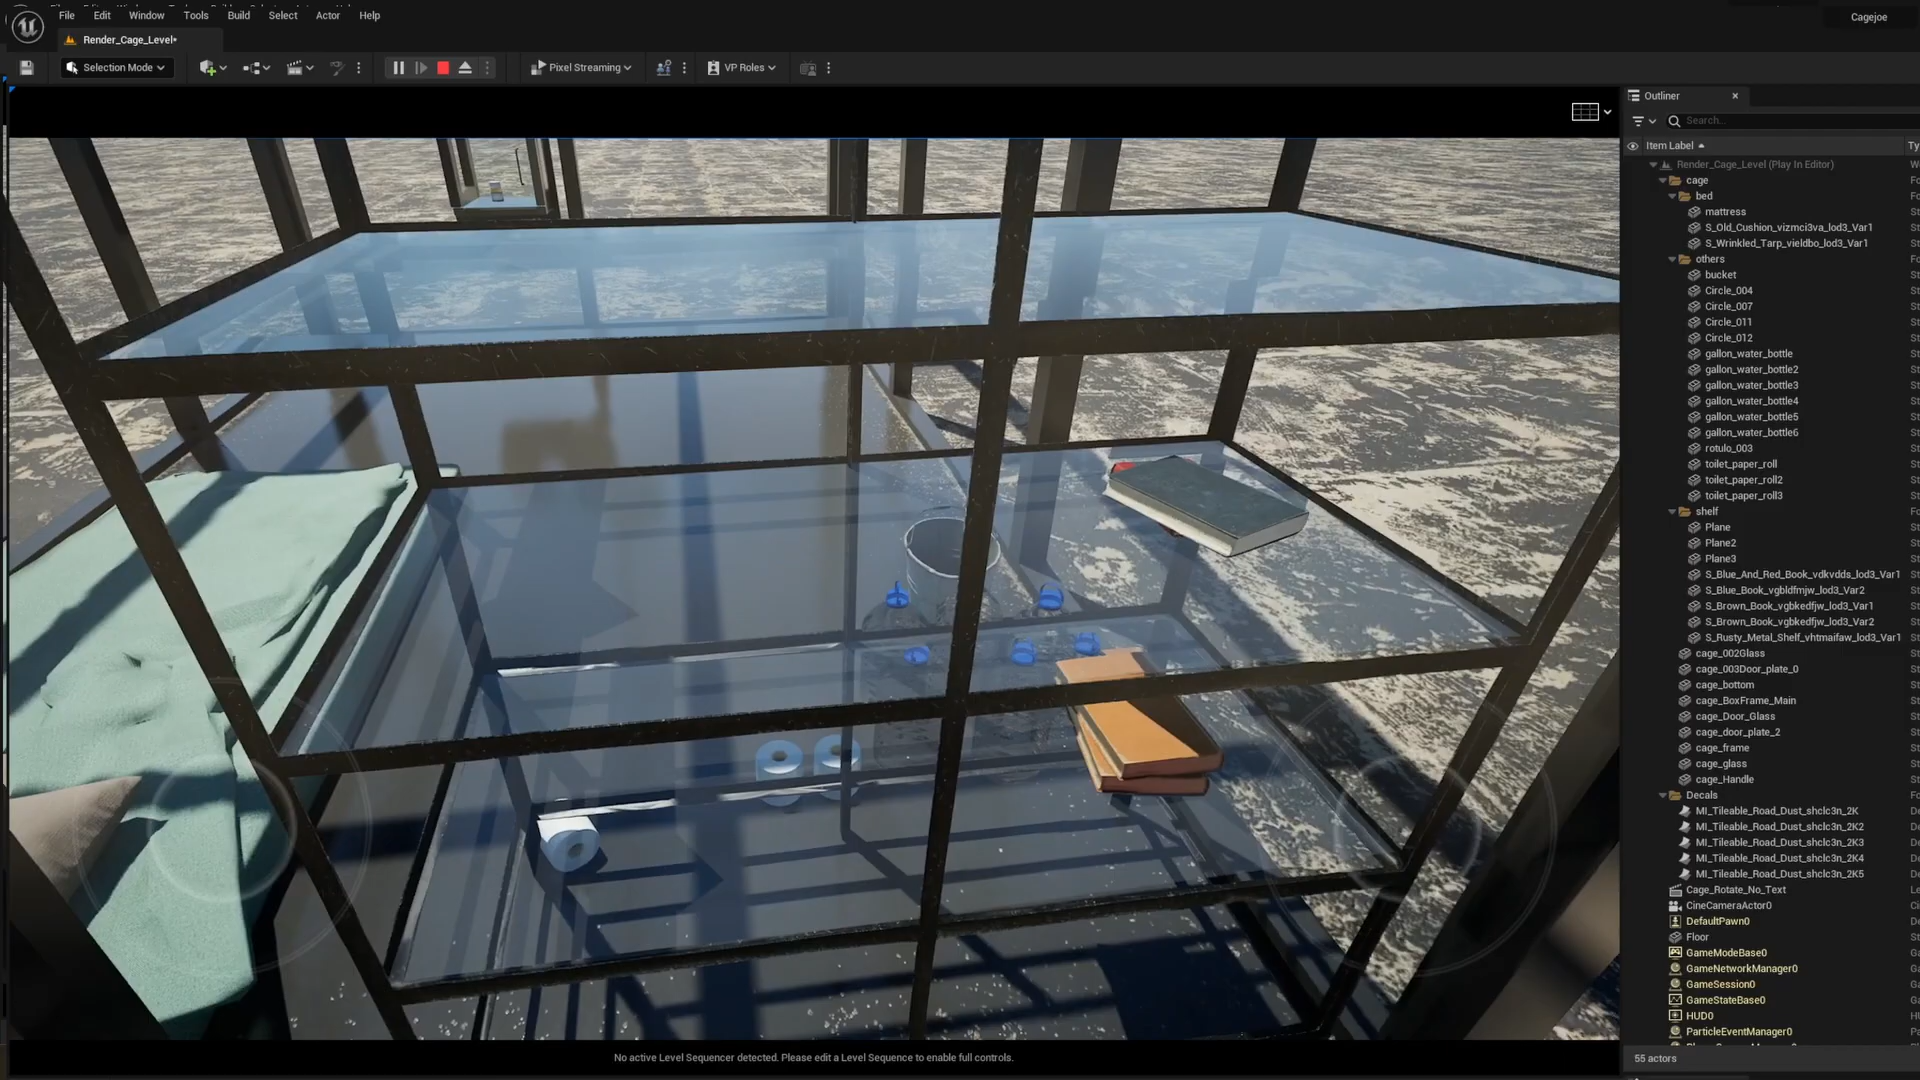 File Edit Window Tools Build Select Actor Help
Cagejoe
Render_Cage_Level*
Selection Mode
Pixel Streaming
VP Roles
Outliner
Search...
Item Label
Ty
Render_Cage_Level (Play In Editor)
cage
bed
mattress
S_Old_Cushion_vizmci3va_lod3_Var1
S_Wrinkled_Tarp_vieldbo_lod3_Var1
others
bucket
Circle_004
Circle_007
Circle_011
Circle_012
gallon_water_bottle
gallon_water_bottle2
gallon_water_bottle3
gallon_water_bottle4
gallon_water_bottle5
gallon_water_bottle6
rotulo_003
toilet_paper_roll
toilet_paper_roll2
toilet_paper_roll3
shelf
Plane
Plane2
Plane3
S_Blue_And_Red_Book_vdkvdds_lod3_Var1
S_Blue_Book_vgbldfmjw_lod3_Var2
S_Brown_Book_vgbkedfjw_lod3_Var1
S_Brown_Book_vgbkedfjw_lod3_Var2
S_Rusty_Metal_Shelf_vhtmaifaw_lod3_Var1
cage_002Glass
cage_003Door_plate_0
cage_bottom
cage_BoxFrame_Main
cage_Door_Glass
cage_door_plate_2
cage_frame
cage_glass
cage_Handle
Decals
MI_Tileable_Road_Dust_shclc3n_2K
MI_Tileable_Road_Dust_shclc3n_2K2
MI_Tileable_Road_Dust_shclc3n_2K3
MI_Tileable_Road_Dust_shclc3n_2K4
MI_Tileable_Road_Dust_shclc3n_2K5
Cage_Rotate_No_Text
CineCameraActor0
DefaultPawn0
Floor
GameModeBase0
GameNetworkManager0
GameSession0
GameStateBase0
HUD0
ParticleEventManager0
55 actors
No active Level Sequencer detected. Please edit a Level Sequence to enable full controls.